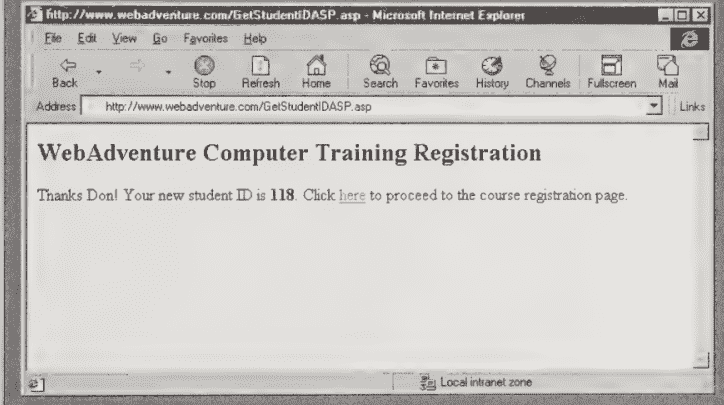 http://www.webadventure.com/GetStudentIDASP.asp - Microsoft Internet Explorer
File Edit View Go Favorites Help
Back Stop Refresh Home Search Favorites History Channels Fullscreen Mail
Address http://www.webadventure.com/GetStudentIDASP.asp Links
WebAdventure Computer Training Registration
Thanks Don! Your new student ID is 118. Click here to proceed to the course registration page.
Local intranet zone